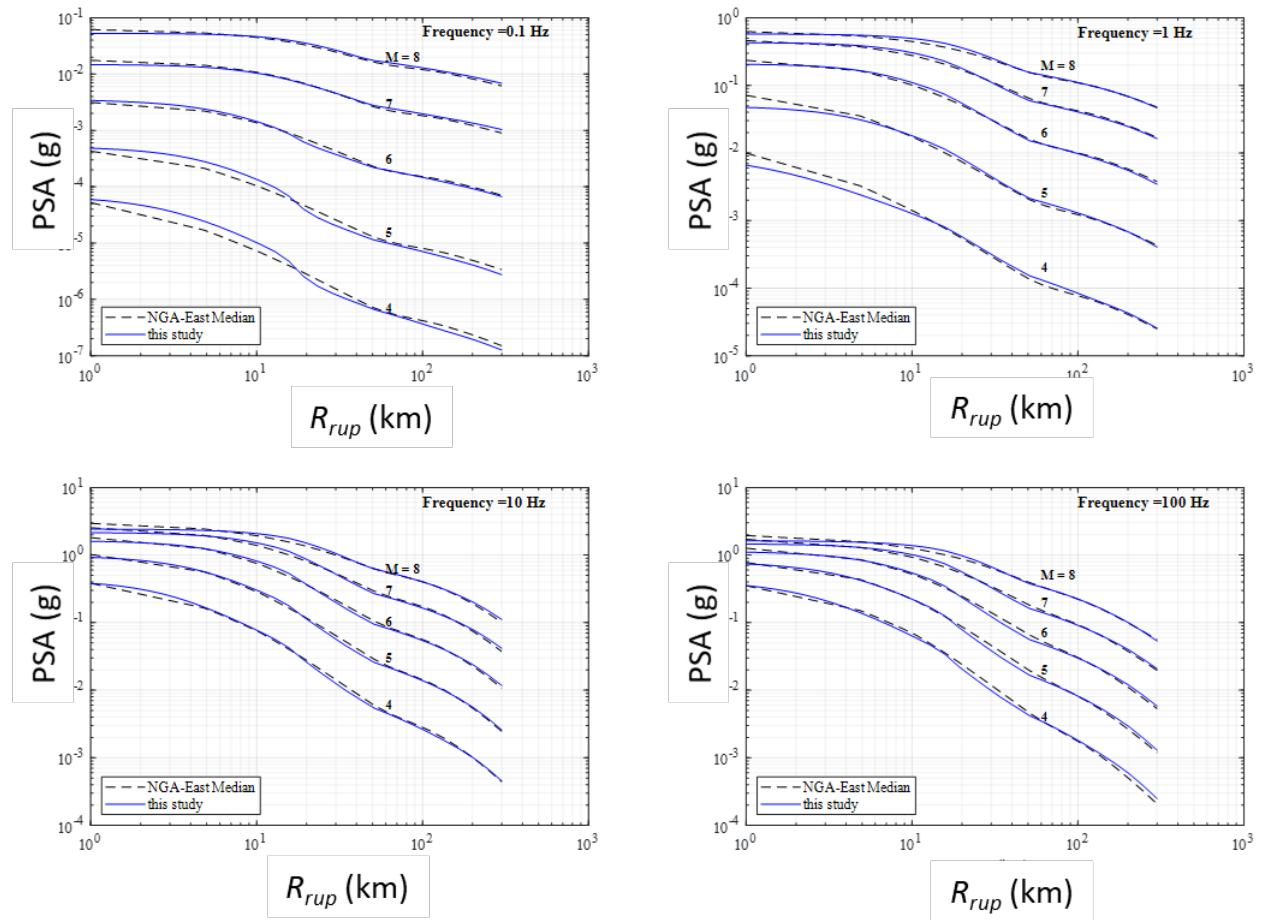 10^-1
Frequency =0.1 Hz
M = 8
10^-2
7
10^-3
6
10^-4
5
10^-5
4
10^-6
NGA-East Median
this study
10^-7
10^0
10^1
10^2
10^3
PSA (g)
R_rup (km)
10^0
Frequency =1 Hz
M = 8
10^-1
7
6
10^-2
5
10^-3
4
10^-4
NGA-East Median
this study
10^-5
10^0
10^1
10^2
10^3
PSA (g)
R_rup (km)
10^1
Frequency =10 Hz
10^0
M = 8
7
-1
6
5
-2
4
10^-3
NGA-East Median
this study
10^-4
10^0
10^1
10^2
10^3
PSA (g)
R_rup (km)
10^1
Frequency =100 Hz
10^0
M = 8
7
-1
6
5
-2
4
10^-3
NGA-East Median
this study
10^-4
10^0
10^1
10^2
10^3
PSA (g)
R_rup (km)